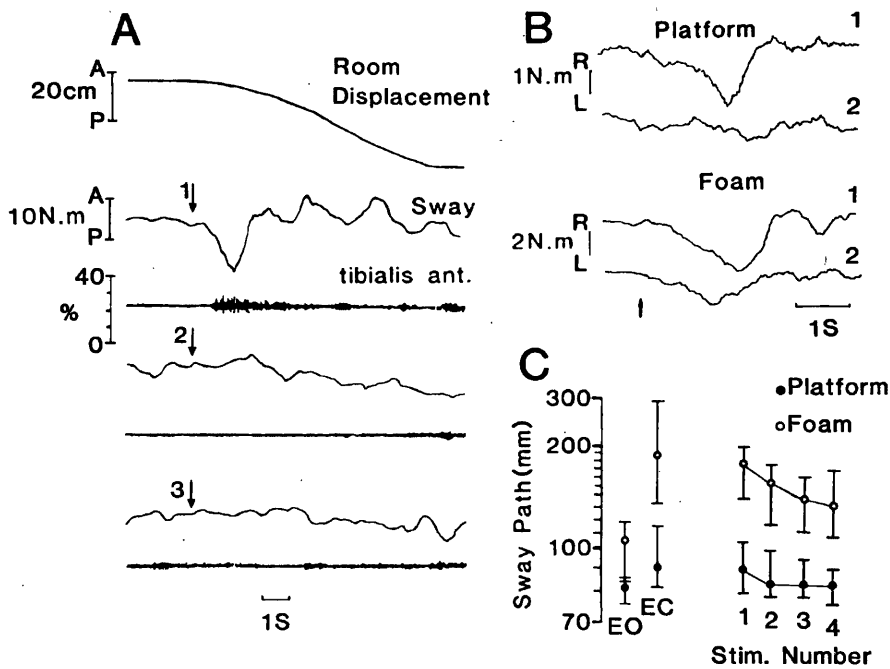 A
A
20cm
P
Room
Displacement
A
10N.m
P
1
Sway
40
%
0
tibialis ant.
2
3
1S
B
Platform
1
R
1N.m
L
2
Foam
1
R
2N.m
L
2
1S
C
Platform
Foam
300
200
100
70
Sway Path(mm)
EO
EC
1
2
3
4
Stim. Number